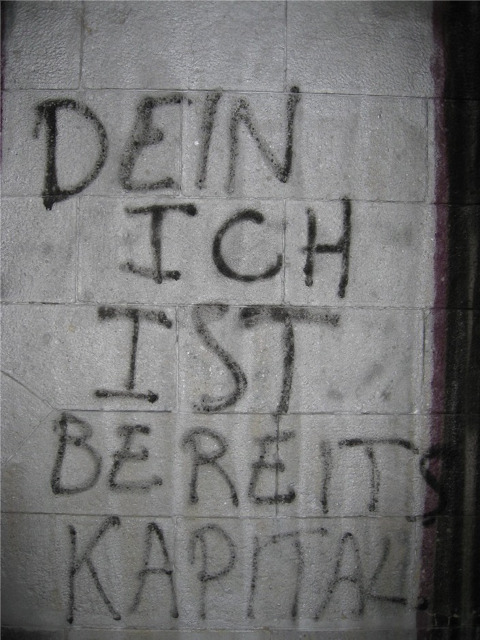 DEIN
ICH
IST
BEREITS
KAPITAL.